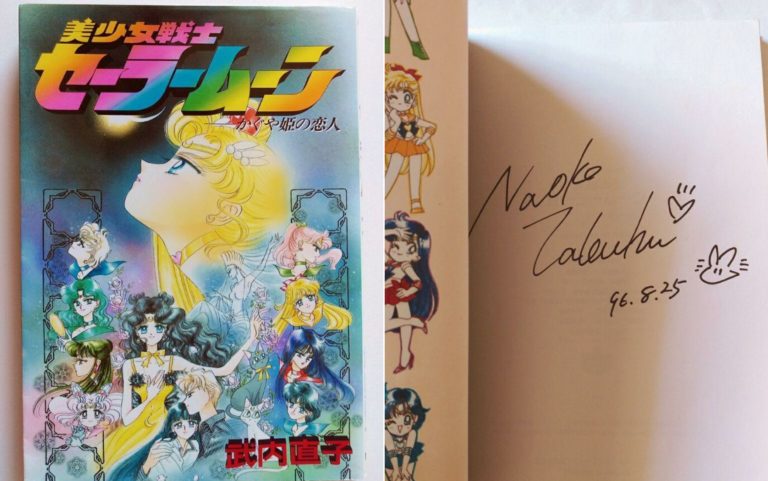 美少女戦士
セーラームーン
かぐや姫の恋人
武内直子
Naoko
Takeuchi
96.8.25